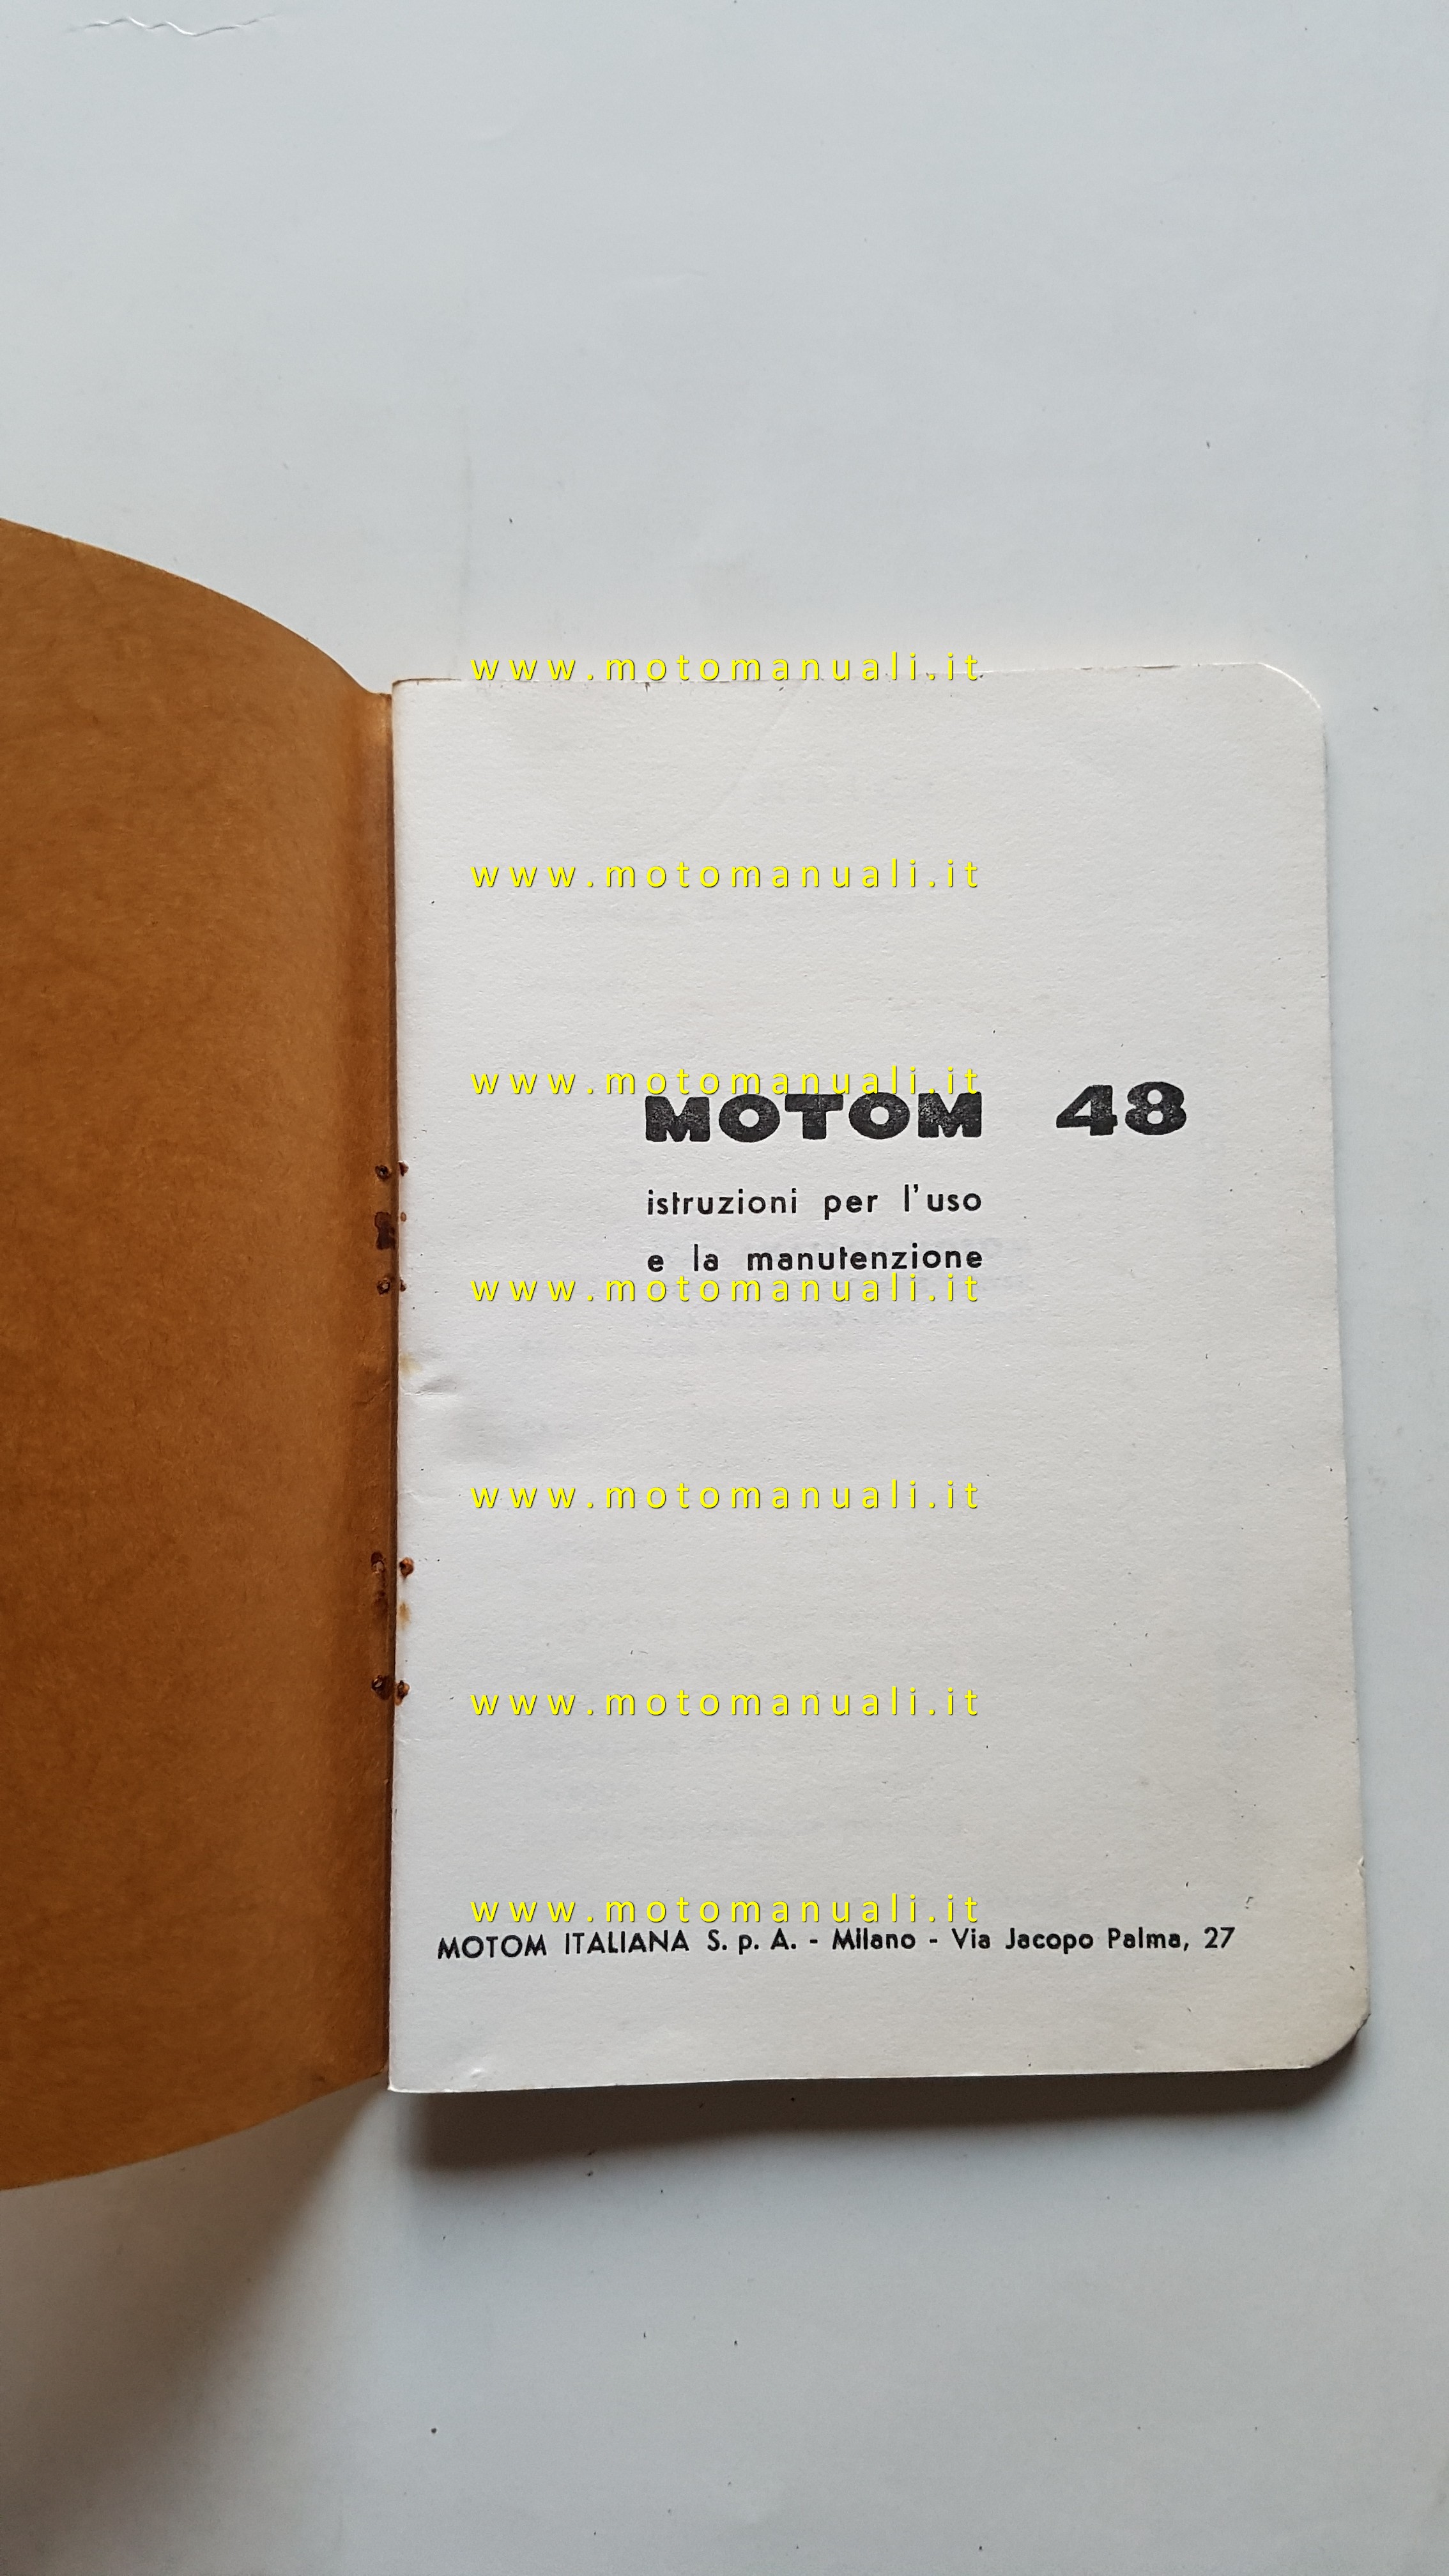 www.motomanuali.it
www.motomanuali.it
www.motomanuali.it
MOTOM 48
istruzioni per l'uso
e la manutenzione
www.motomanuali.it
www.motomanuali.it
www.motomanuali.it
www.motomanuali.it
MOTOM ITALIANA S. p. A. - Milano - Via Jacopo Palma, 27